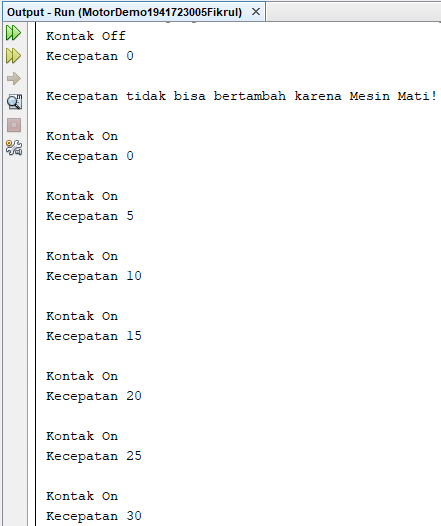 Output - Run (MotorDemo1941723005Fikrul)
Kontak Off
Kecepatan 0
Kecepatan tidak bisa bertambah karena Mesin Mati!
Kontak On
Kecepatan 0
Kontak On
Kecepatan 5
Kontak On
Kecepatan 10
Kontak On
Kecepatan 15
Kontak On
Kecepatan 20
Kontak On
Kecepatan 25
Kontak On
Kecepatan 30